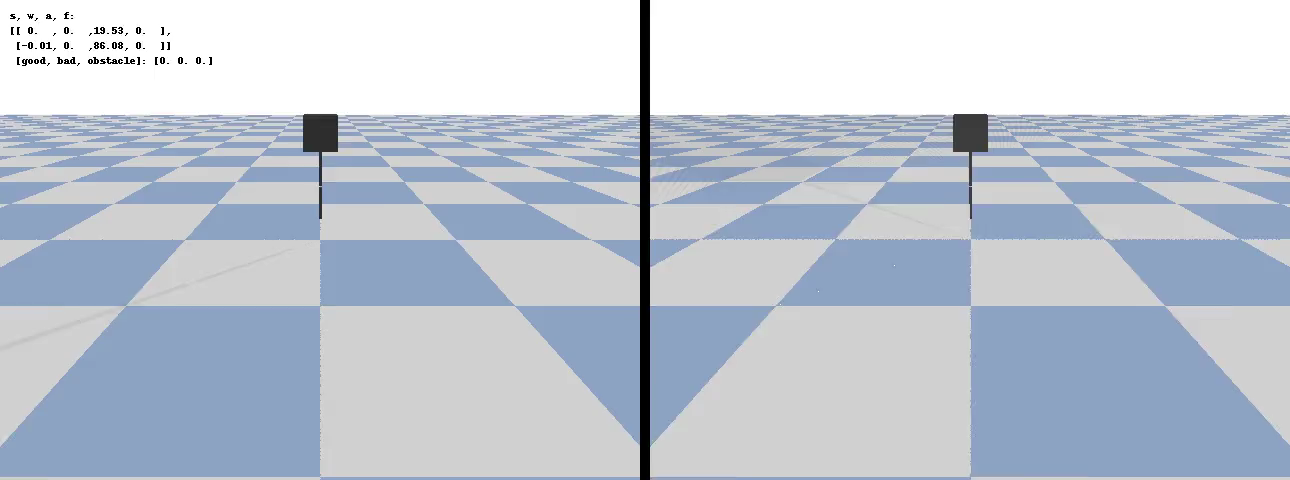 s, w, a, f:
[[ 0.  , 0.  ,19.53, 0.  ],
[-0.01, 0.  ,86.08, 0.  ]]
[good, bad, obstacle]: [0. 0. 0.]